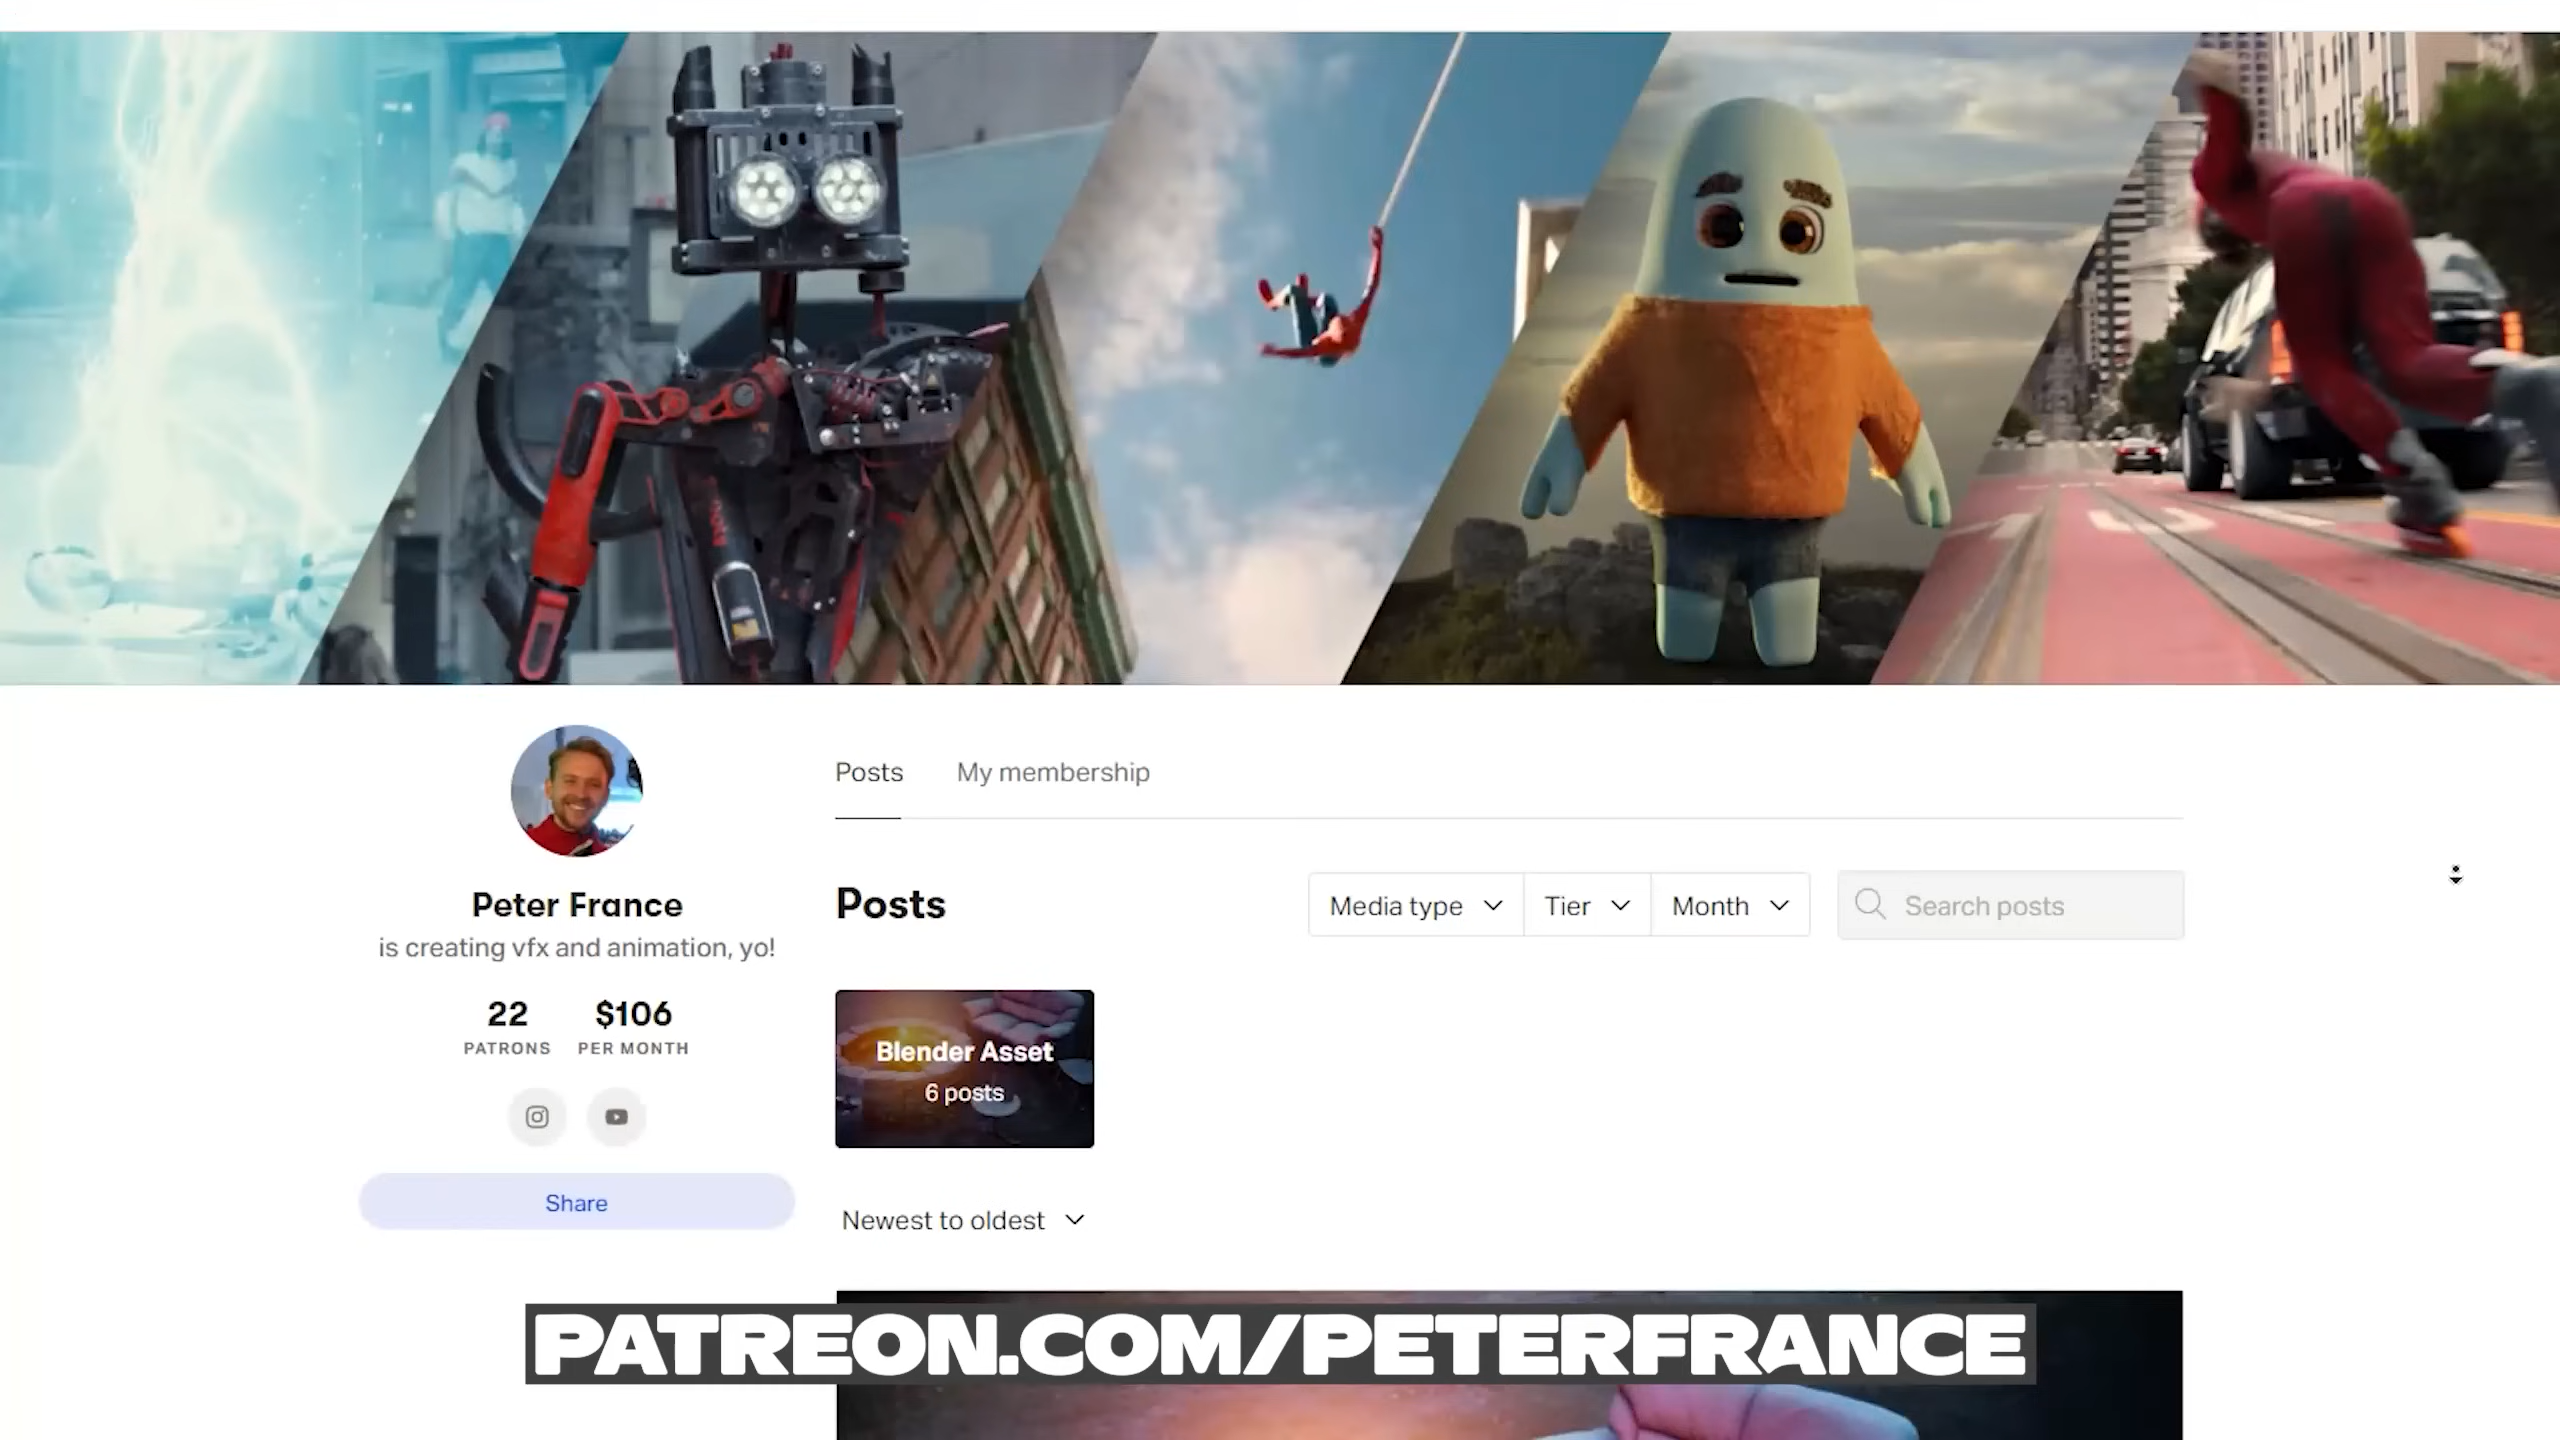 Posts
My membership
Peter France
is creating vfx and animation, yo!
22
PATRONS
$106
PER MONTH
Share
Posts
Media type
Tier
Month
Search posts
Blender Asset
6 posts
Newest to oldest
PATREON.COM/PETERFRANCE